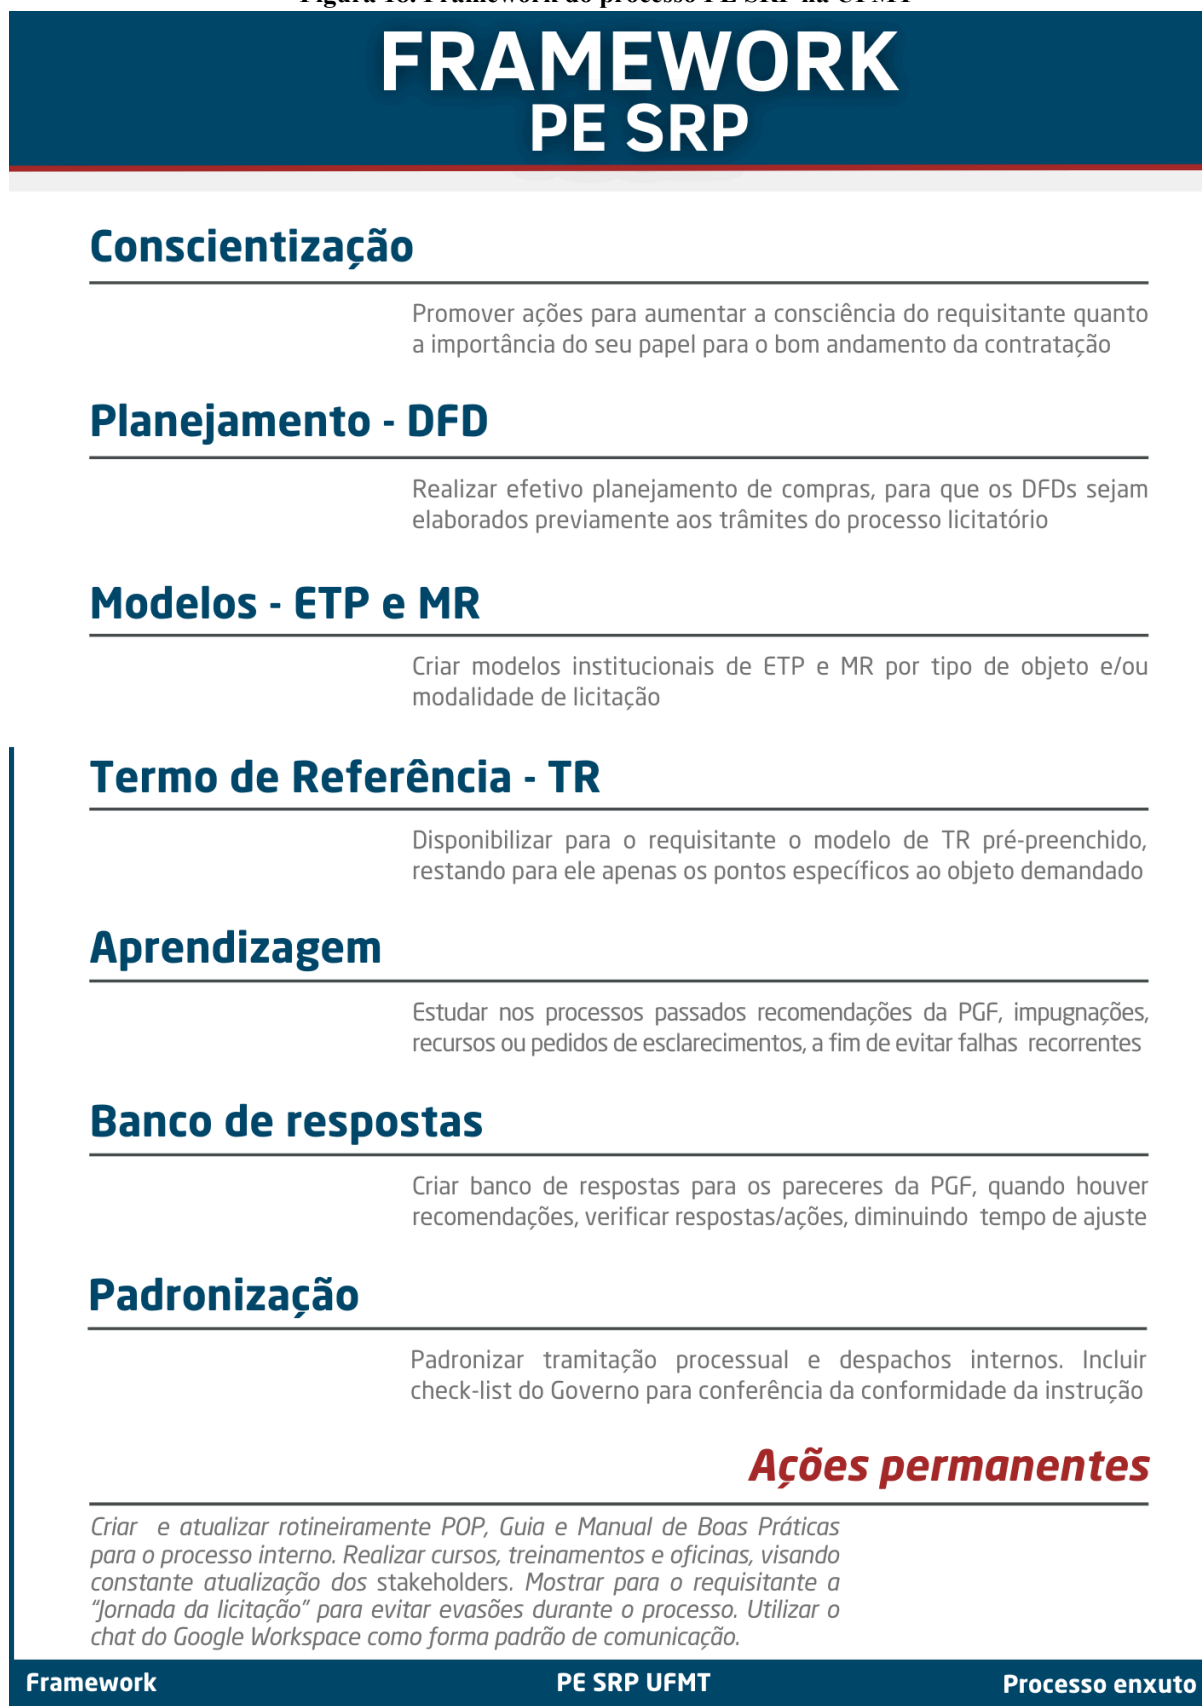 Figura 18: Framework do processo PE SRP na UFMT
FRAMEWORK
PE SRP
Conscientização
Promover ações para aumentar a consciência do requisitante quanto
a importância do seu papel para o bom andamento da contratação
Planejamento - DFD
Realizar efetivo planejamento de compras, para que os DFDs sejam
elaborados previamente aos trâmites do processo licitatório
Modelos - ETP e MR
Criar modelos institucionais de ETP e MR por tipo de objeto e/ou
modalidade de licitação
Termo de Referência - TR
Disponibilizar para o requisitante o modelo de TR pré-preenchido,
restando para ele apenas os pontos específicos ao objeto demandado
Aprendizagem
Estudar nos processos passados recomendações da PGF, impugnações,
recursos ou pedidos de esclarecimentos, a fim de evitar falhas recorrentes
Banco de respostas
Criar banco de respostas para os pareceres da PGF, quando houver
recomendações, verificar respostas/ações, diminuindo tempo de ajuste
Padronização
Padronizar tramitação processual e despachos internos. Incluir
check-list do Governo para conferência da conformidade da instrução
Ações permanentes
Criar e atualizar rotineiramente POP, Guia e Manual de Boas Práticas
para o processo interno. Realizar cursos, treinamentos e oficinas, visando
constante atualização dos stakeholders. Mostrar para o requisitante a
“Jornada da licitação” para evitar evasões durante o processo. Utilizar o
chat do Google Workspace como forma padrão de comunicação.
Framework PE SRP UFMT Processo enxuto